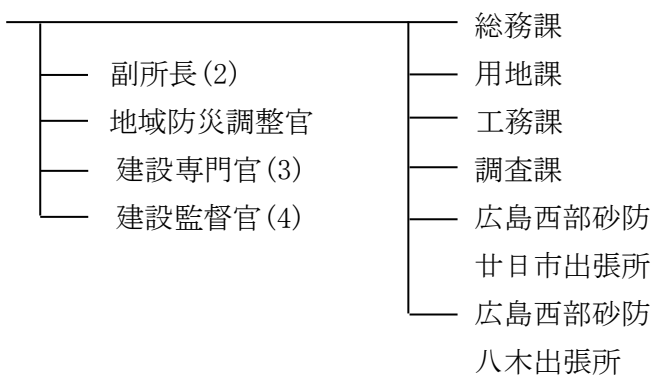 副所長(2)
地域防災調整官
建設専門官(3)
建設監督官(4)
総務課
用地課
工務課
調査課
広島西部砂防
廿日市出張所
広島西部砂防
八木出張所